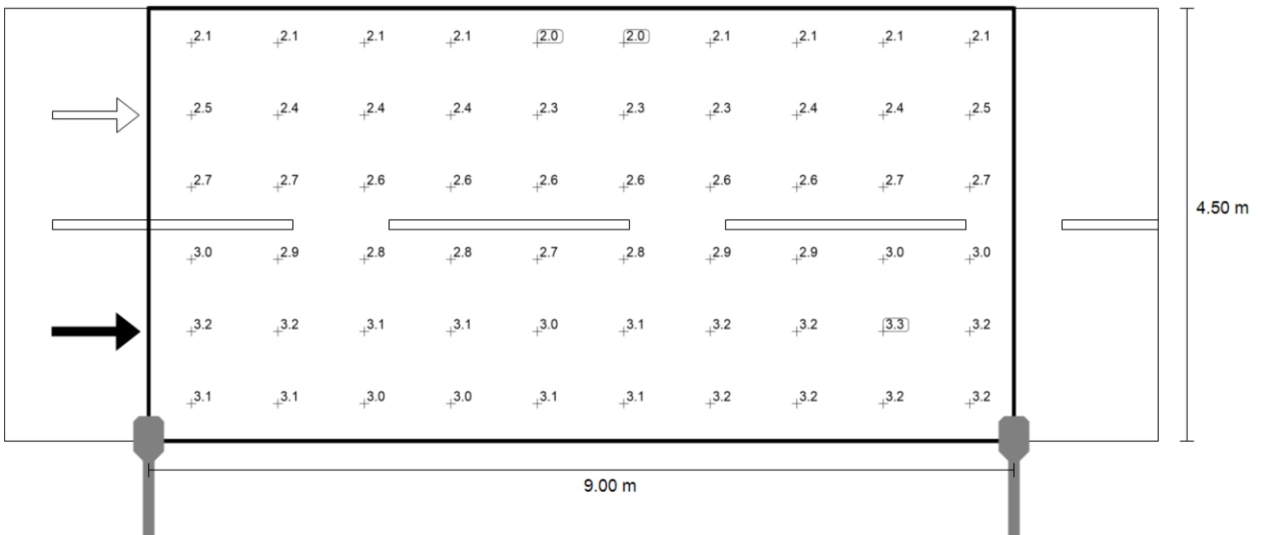 2.1 2.1 2.1 2.1 2.0 2.0 2.1 2.1 2.1 2.1
2.5 2.4 2.4 2.4 2.3 2.3 2.3 2.4 2.4 2.5
2.7 2.7 2.6 2.6 2.6 2.6 2.6 2.6 2.7 2.7
4.50 m
3.0 2.9 2.8 2.8 2.7 2.8 2.9 2.9 3.0 3.0
3.2 3.2 3.1 3.1 3.0 3.1 3.2 3.2 3.3 3.2
3.1 3.1 3.0 3.0 3.1 3.1 3.2 3.2 3.2 3.2
9.00 m